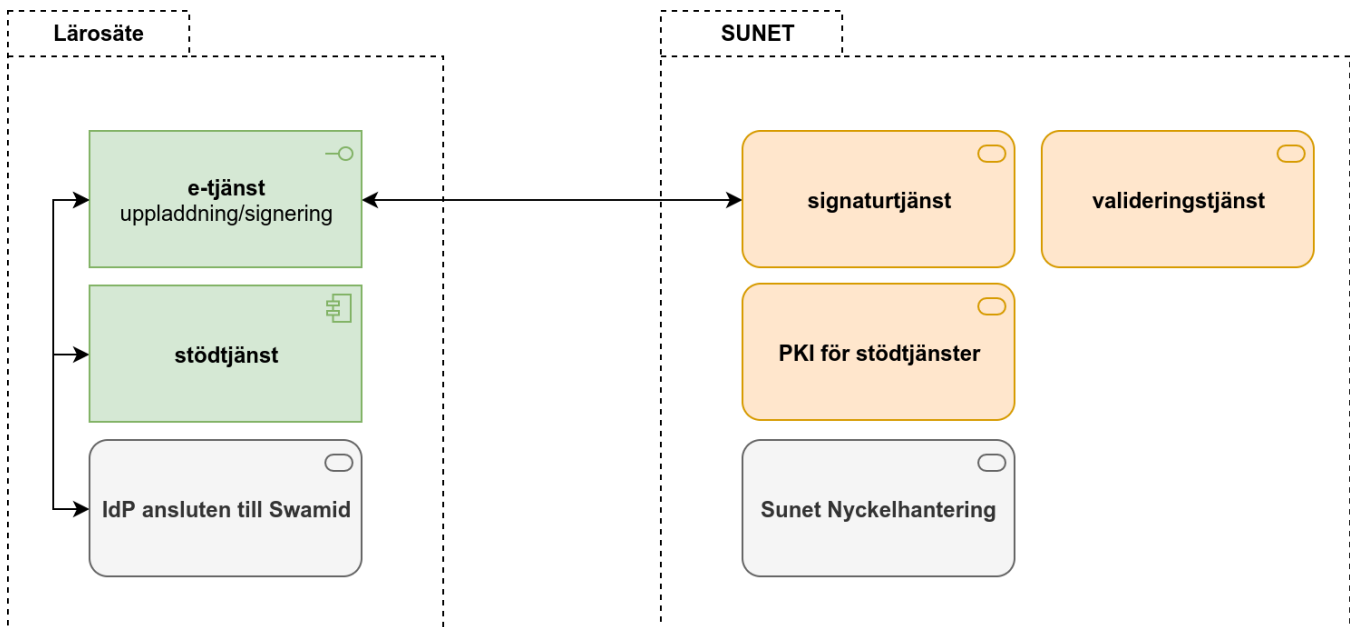 Lärosäte
SUNET
e-tjänst
uppladdning/signering
signaturtjänst
valideringstjänst
stödtjänst
PKI för stödtjänster
IdP ansluten till Swamid
Sunet Nyckelhantering